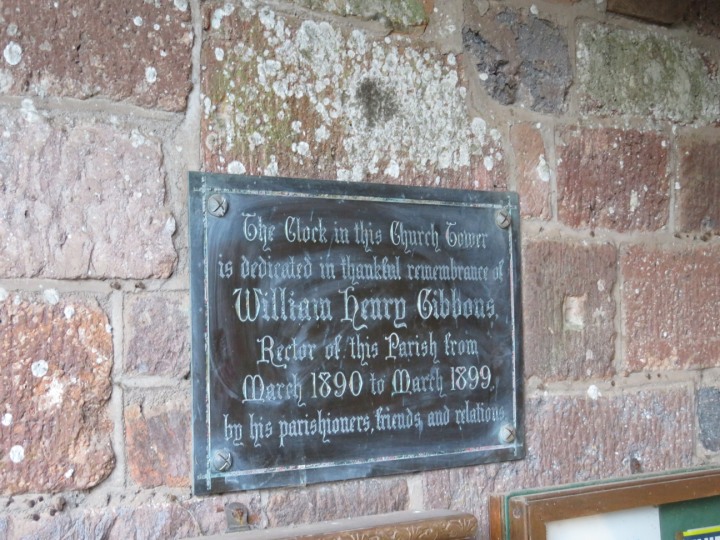 The Clock in this Church Tower
is dedicated in thankful remembrance of
William Henry Gibbons,
Rector of this Parish from
March 1890 to March 1899,
by his parishioners, friends, and relations.